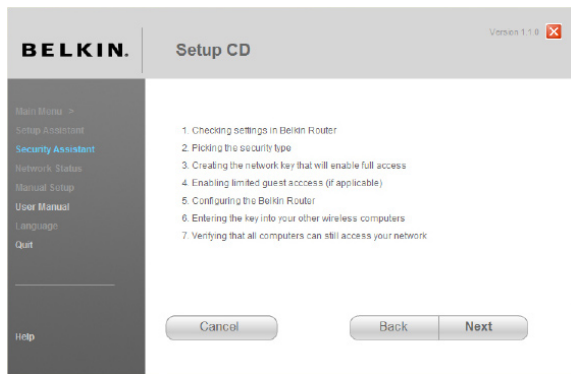 BELKIN.
Setup CD
Version 1.1.0
Main Menu >
Setup Assistant
Security Assistant
Network Status
Manual Setup
User Manual
Language
Quit
Help
1. Checking settings in Belkin Router
2. Picking the security type
3. Creating the network key that will enable full access
4. Enabling limited guest acccess (if applicable)
5. Configuring the Belkin Router
6. Entering the key into your other wireless computers
7. Verifying that all computers can still access your network
Cancel
Back
Next